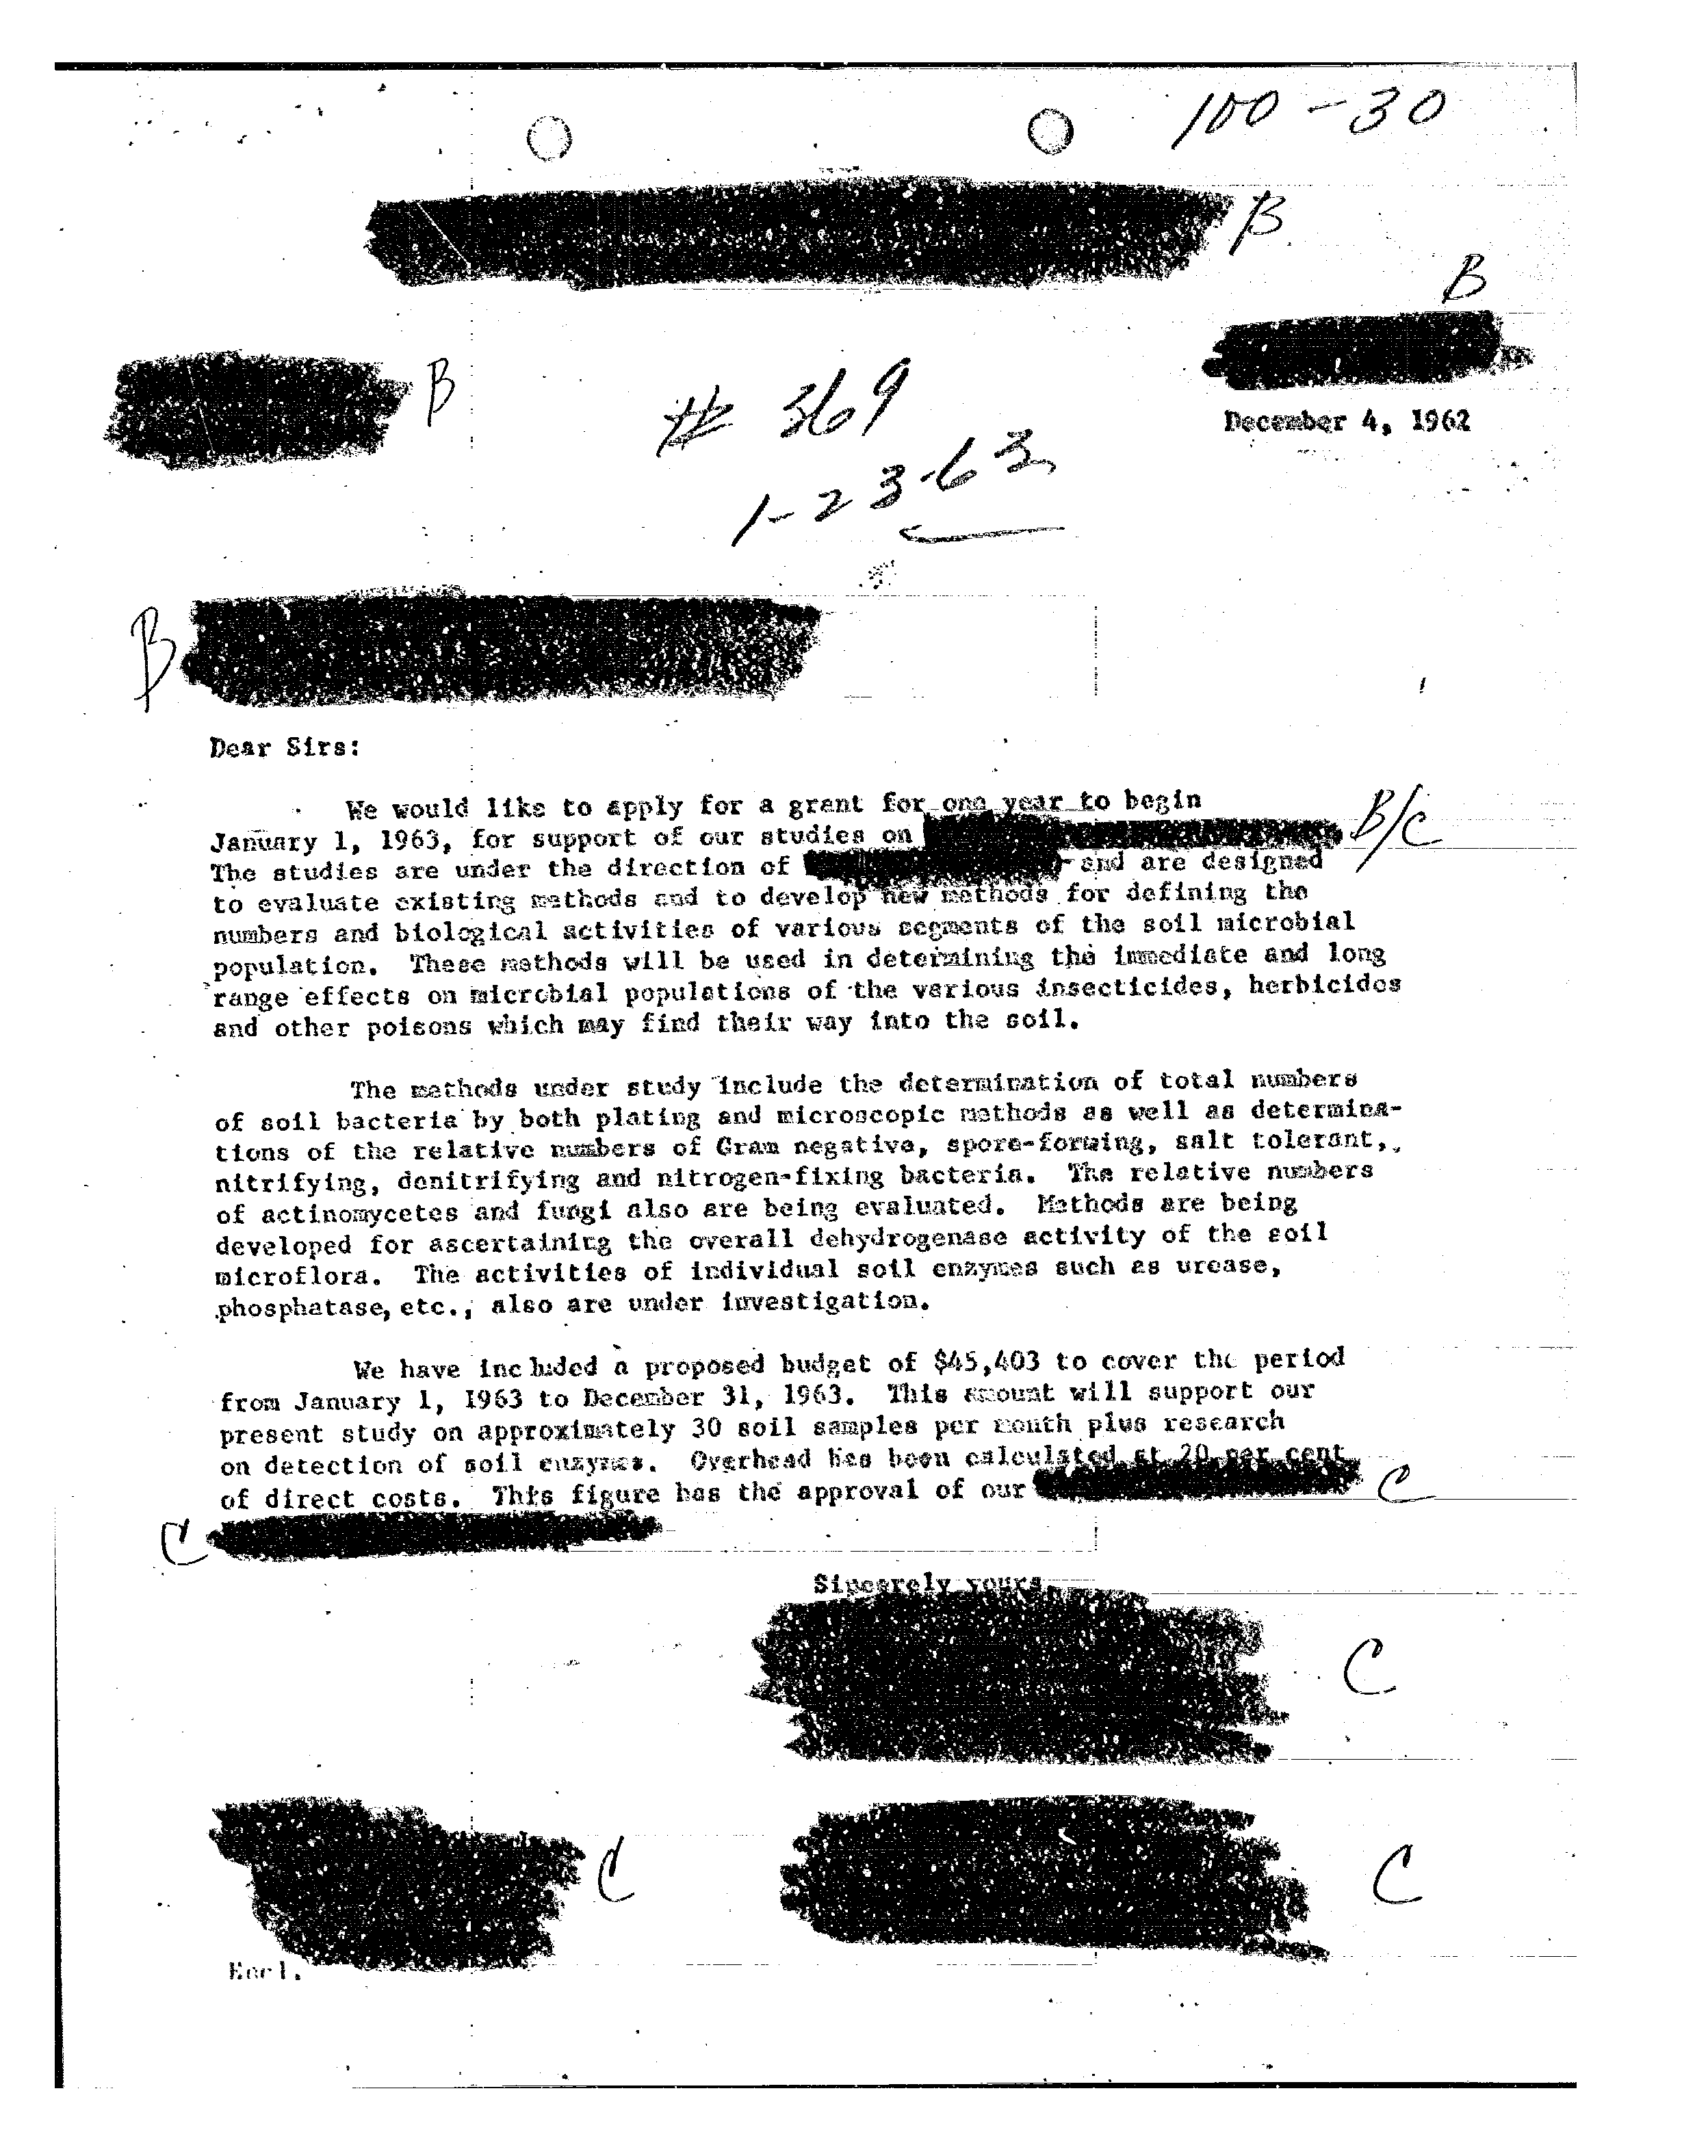 100-30
B
B
B
# 369
December 4, 1962
1-23-63
B
Dear Sirs:
We would like to apply for a grant for one year to begin
January 1, 1963, for support of our studies on B/C
The studies are under the direction of and are designed
to evaluate existing methods and to develop new methods for defining the
numbers and biological activities of various segments of the soil microbial
population. These methods will be used in determining the immediate and long
range effects on microbial populations of the various insecticides, herbicides
and other poisons which may find their way into the soil.
The methods under study include the determination of total numbers
of soil bacteria by both plating and microscopic methods as well as determina-
tions of the relative numbers of Gram negative, spore-forming, salt tolerant,
nitrifying, denitrifying and nitrogen-fixing bacteria. The relative numbers
of actinomycetes and fungi also are being evaluated. Methods are being
developed for ascertaining the overall dehydrogenase activity of the soil
microflora. The activities of individual soil enzymes such as urease,
phosphatase, etc., also are under investigation.
We have included a proposed budget of $45,403 to cover the period
from January 1, 1963 to December 31, 1963. This amount will support our
present study on approximately 30 soil samples per month plus research
on detection of soil enzymes. Overhead has been calculated at 20 per cent
of direct costs. This figure has the approval of our C
C
Sincerely yours,
C
C
C
Encl.